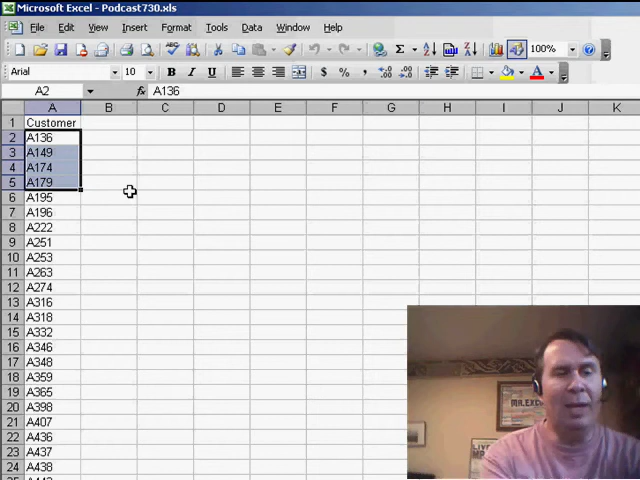 Microsoft Excel - Podcast730.xls
File Edit View Insert Format Tools Data Window Help
100%
Arial 10 B I U $ % , A
A2 fx A136
A B C D E F G H I J K
1 Customer
2 A136
3 A149
4 A174
5 A179
6 A195
7 A196
8 A222
9 A251
10 A253
11 A263
12 A274
13 A316
14 A318
15 A332
16 A346
17 A348
18 A359
19 A365
20 A398
21 A407
22 A436
23 A437
24 A438
MR.EXCEL